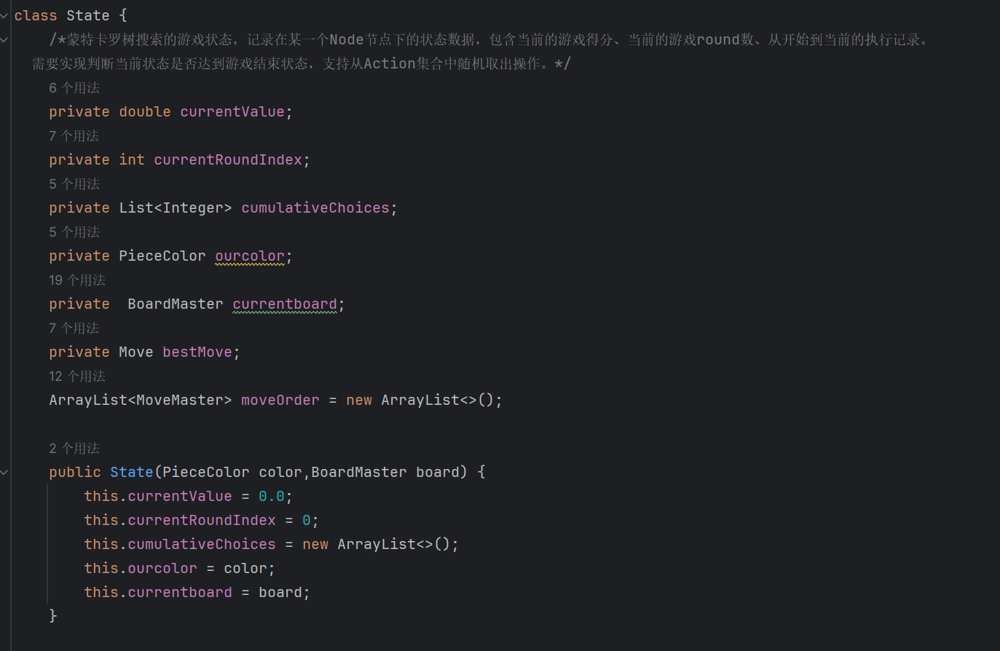 class State {
/*蒙特卡罗树搜索的游戏状态，记录在某一个Node节点下的状态数据，包含当前的游戏得分、当前的游戏round数、从开始到当前的执行记录。
需要实现判断当前状态是否达到游戏结束状态，支持从Action集合中随机取出操作。*/
6 个用法
private double currentValue;
7 个用法
private int currentRoundIndex;
5 个用法
private List<Integer> cumulativeChoices;
5 个用法
private PieceColor ourcolor;
19 个用法
private  BoardMaster currentboard;
7 个用法
private Move bestMove;
12 个用法
ArrayList<MoveMaster> moveOrder = new ArrayList<>();
2 个用法
public State(PieceColor color,BoardMaster board) {
this.currentValue = 0.0;
this.currentRoundIndex = 0;
this.cumulativeChoices = new ArrayList<>();
this.ourcolor = color;
this.currentboard = board;
}